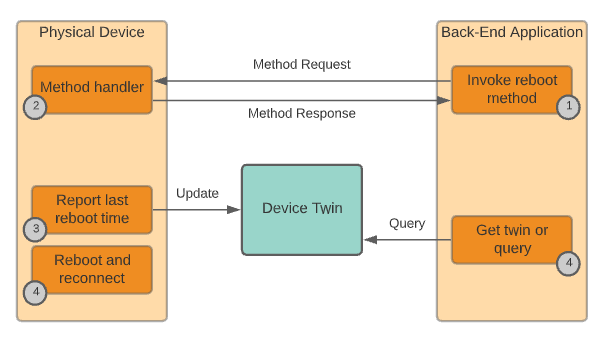 Physical Device
Back-End Application
Method Request
Method handler
2
Invoke reboot
method
1
Method Response
Report last
reboot time
3
Update
Device Twin
Query
Get twin or
query
4
Reboot and
reconnect
4